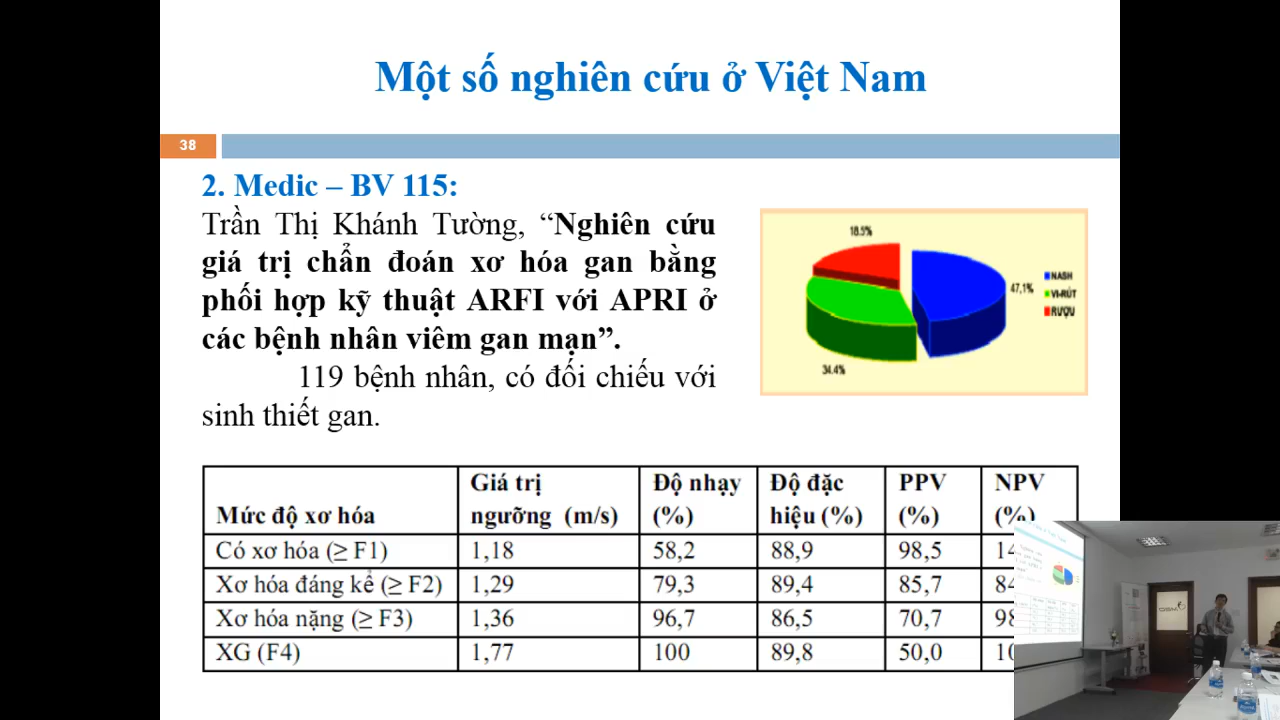 Một số nghiên cứu ở Việt Nam
38
2. Medic – BV 115:
Trần Thị Khánh Tường, “Nghiên cứu
giá trị chẩn đoán xơ hóa gan bằng
phối hợp kỹ thuật ARFI với APRI ở
các bệnh nhân viêm gan mạn”.
119 bệnh nhân, có đối chiếu với
sinh thiết gan.
18.5%
47,1%
34.4%
NASH
VI-RÚT
RƯỢU
Mức độ xơ hóa Giá trị ngưỡng (m/s) Độ nhạy (%) Độ đặc hiệu (%) PPV (%) NPV (%)
Có xơ hóa (≥ F1) 1,18 58,2 88,9 98,5
Xơ hóa đáng kể (≥ F2) 1,29 79,3 89,4 85,7
Xơ hóa nặng (≥ F3) 1,36 96,7 86,5 70,7
XG (F4) 1,77 100 89,8 50,0